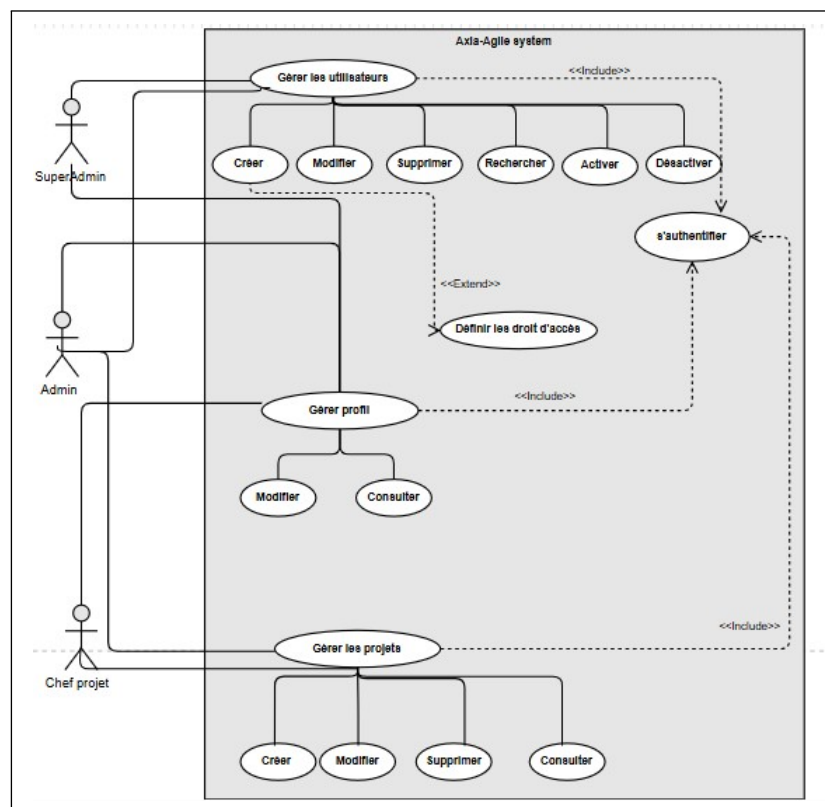 Axia-Agile system
Gérer les utilisateurs
<<Include>>
Créer
Modifier
Supprimer
Rechercher
Activer
Désactiver
SuperAdmin
s'authentifier
<<Extend>>
Définir les droit d'accès
Admin
Gérer profil
<<Include>>
Modifier
Consulter
<<Include>>
Gérer les projets
Chef projet
Créer
Modifier
Supprimer
Consulter